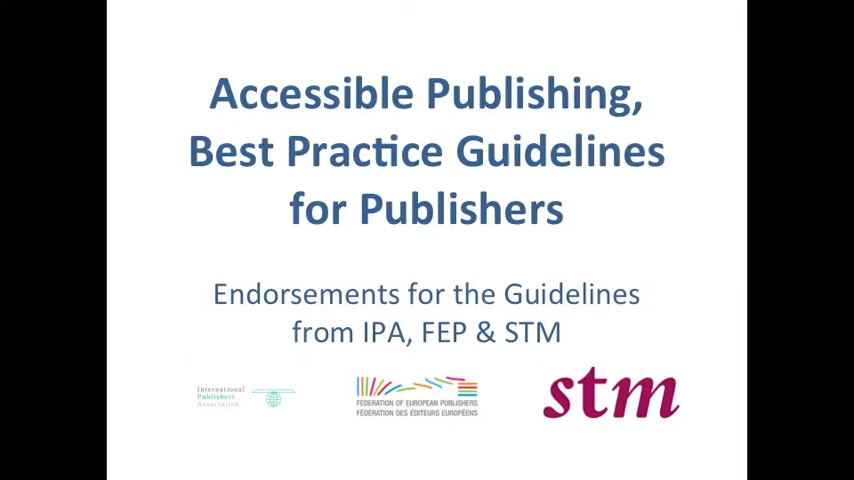 Accessible Publishing,
Best Practice Guidelines
for Publishers
Endorsements for the Guidelines
from IPA, FEP & STM
International
Publishers
Association
FEDERATION OF EUROPEAN PUBLISHERS
FÉDÉRATION DES ÉDITEURS EUROPÉENS
stm